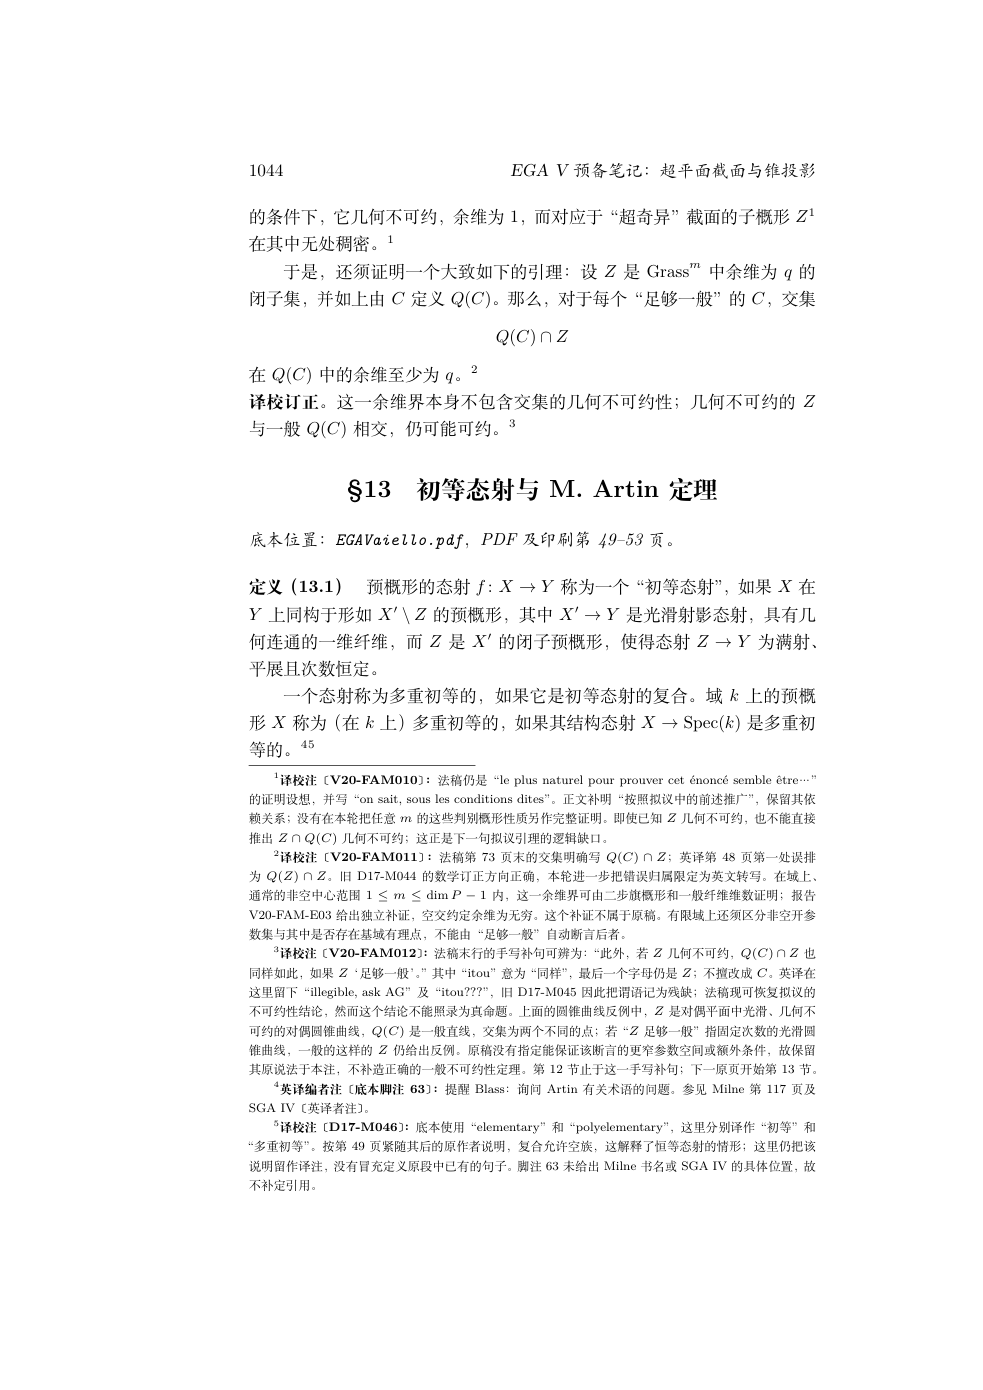 1044 EGA V 预备笔记：超平面截面与锥投影
的条件下，它几何不可约，余维为 1，而对应于“超奇异”截面的子概形 Z¹
在其中无处稠密。¹
于是，还须证明一个大致如下的引理：设 Z 是 Grassᵐ 中余维为 q 的
闭子集，并如上由 C 定义 Q(C)。那么，对于每个“足够一般”的 C，交集
Q(C) ∩ Z
在 Q(C) 中的余维至少为 q。²
译校订正。这一余维界本身不包含交集的几何不可约性；几何不可约的 Z
与一般 Q(C) 相交，仍可能可约。³
§13 初等态射与 M. Artin 定理
底本位置：EGAVaiello.pdf，PDF 及印刷第 49–53 页。
定义（13.1） 预概形的态射 f: X → Y 称为一个“初等态射”，如果 X 在
Y 上同构于形如 X′ \ Z 的预概形，其中 X′ → Y 是光滑射影态射，具有几
何连通的一维纤维，而 Z 是 X′ 的闭子预概形，使得态射 Z → Y 为满射、
平展且次数恒定。
一个态射称为多重初等的，如果它是初等态射的复合。域 k 上的预概
形 X 称为（在 k 上）多重初等的，如果其结构态射 X → Spec(k) 是多重初
等的。⁴⁵
¹译校注〔V20-FAM010〕：法稿仍是 “le plus naturel pour prouver cet énoncé semble être···”
的证明设想，并写 “on sait, sous les conditions dites”。正文补明“按照拟议中的前述推广”，保留其依
赖关系；没有在本轮把任意 m 的这些判别概形性质另作完整证明。即使已知 Z 几何不可约，也不能直接
推出 Z ∩ Q(C) 几何不可约；这正是下一句拟议引理的逻辑缺口。
²译校注〔V20-FAM011〕：法稿第 73 页末的交集明确写 Q(C) ∩ Z；英译第 48 页第一处误排
为 Q(Z) ∩ Z。旧 D17-M044 的数学订正方向正确，本轮进一步把错误归属限定为英文转写。在域上、
通常的非空中心范围 1 ≤ m ≤ dim P − 1 内，这一余维界可由二步旗概形和一般纤维维数证明；报告
V20-FAM-E03 给出独立补证，空交约定余维为无穷。这个补证不属于原稿。有限域上还须区分非空开参
数集与其中是否存在基域有理点，不能由“足够一般”自动断言后者。
³译校注〔V20-FAM012〕：法稿末行的手写补句可辨为：“此外，若 Z 几何不可约，Q(C) ∩ Z 也
同样如此，如果 Z ‘足够一般’。”其中 “itou” 意为“同样”，最后一个字母仍是 Z；不擅改成 C。英译在
这里留下 “illegible, ask AG” 及 “itou???”，旧 D17-M045 因此把谓语记为残缺；法稿现可恢复拟议的
不可约性结论，然而这个结论不能照录为真命题。上面的圆锥曲线反例中，Z 是对偶平面中光滑、几何不
可约的对偶圆锥曲线，Q(C) 是一般直线，交集为两个不同的点；若 “Z 足够一般” 指固定次数的光滑圆
锥曲线，一般的这样的 Z 仍给出反例。原稿没有指定能保证该断言的更窄参数空间或额外条件，故保留
其原说法于本注，不补造正确的一般不可约性定理。第 12 节止于这一手写补句；下一原页开始第 13 节。
⁴英译编者注〔底本脚注 63〕：提醒 Blass：询问 Artin 有关术语的问题。参见 Milne 第 117 页及
SGA IV〔英译者注〕。
⁵译校注〔D17-M046〕：底本使用 “elementary” 和 “polyelementary”，这里分别译作“初等”和
“多重初等”。按第 49 页紧随其后的原作者说明，复合允许空族，这解释了恒等态射的情形；这里仍把该
说明留作译注，没有冒充定义原段中已有的句子。脚注 63 未给出 Milne 书名或 SGA IV 的具体位置，故
不补定引用。